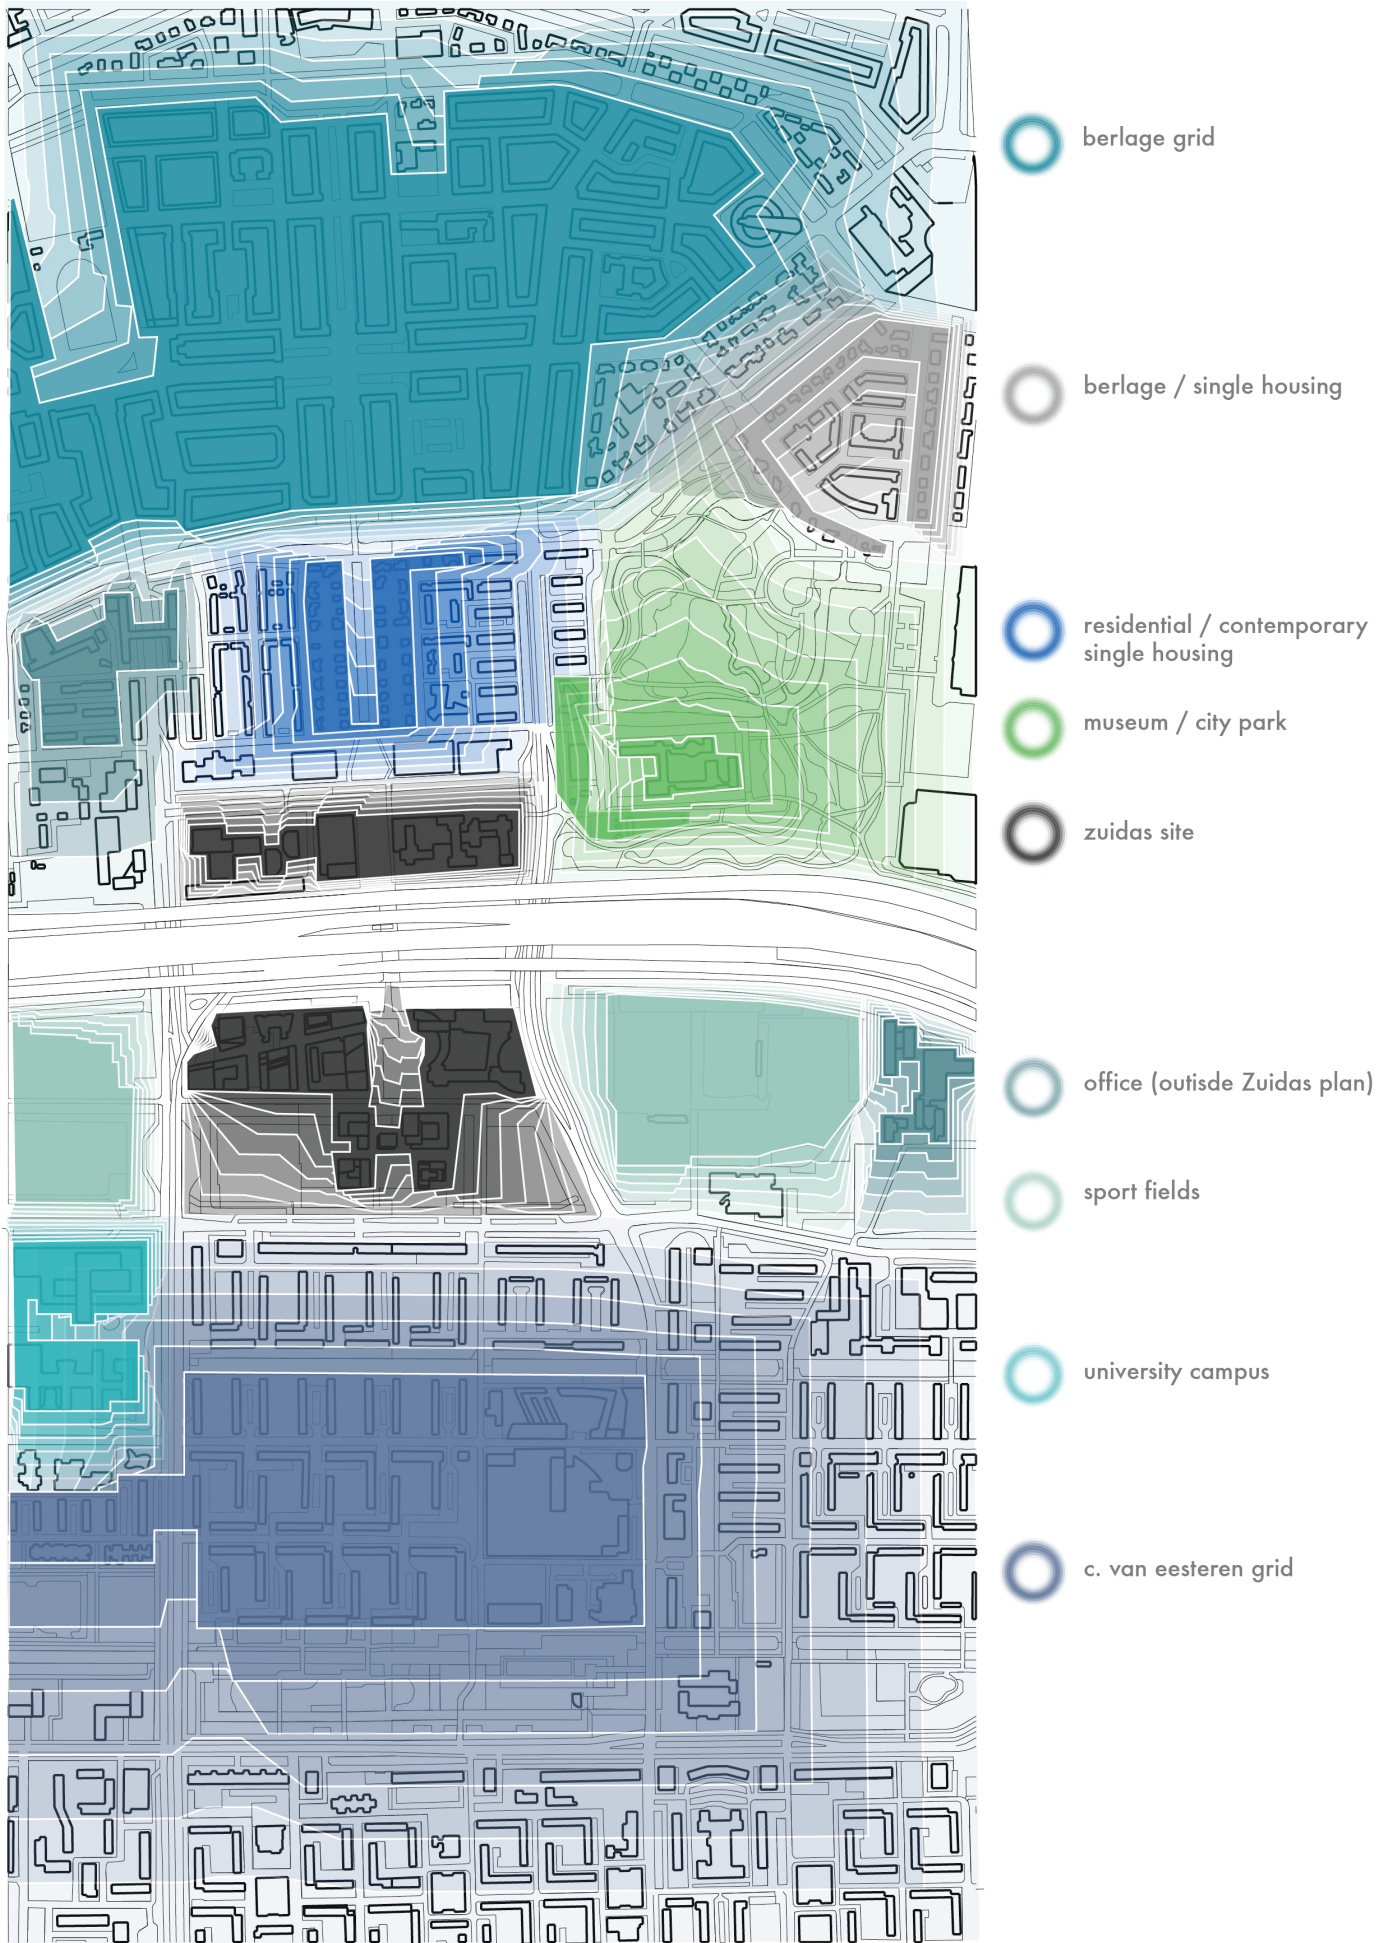 berlage grid
berlage / single housing
residential / contemporary
single housing
museum / city park
zuidas site
office (outisde Zuidas plan)
sport fields
university campus
c. van eesteren grid